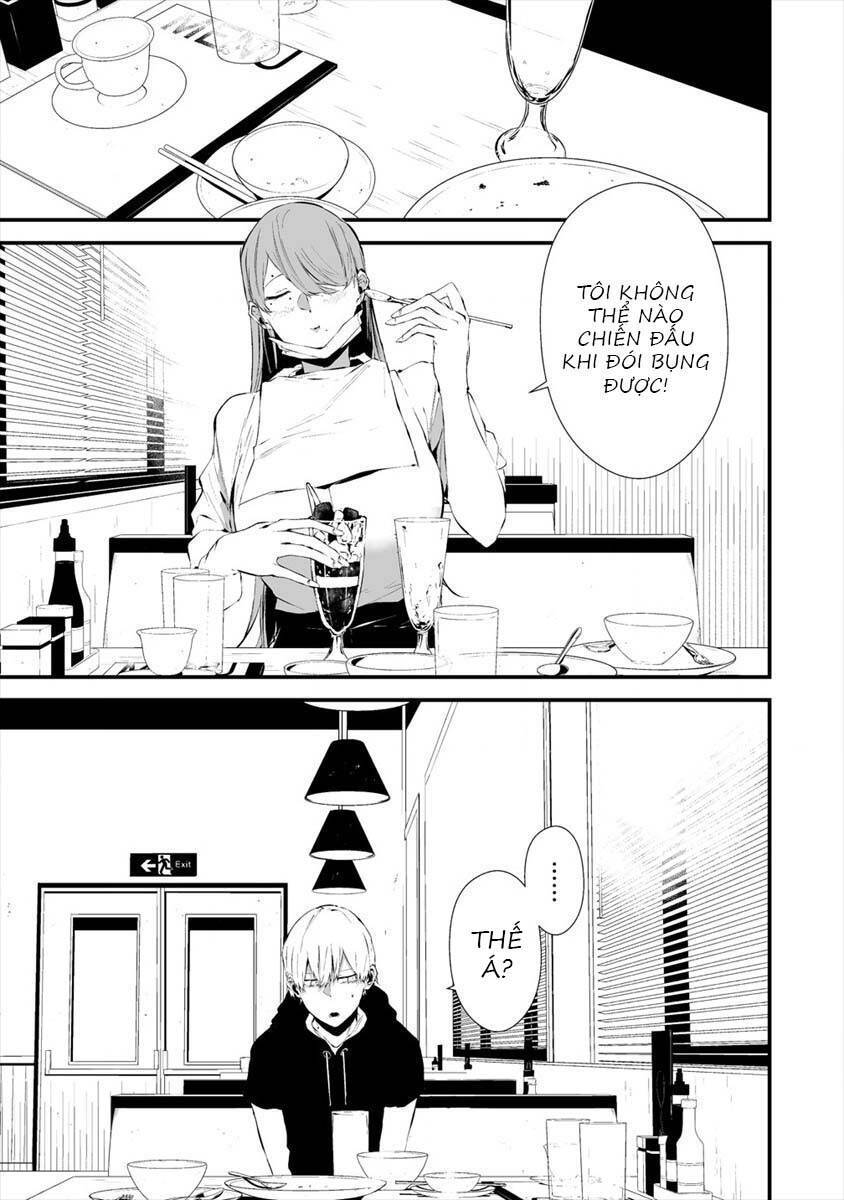 TÔI KHÔNG
THỂ NÀO
CHIẾN ĐẤU
KHI ĐÓI BỤNG
ĐƯỢC!
Exit
........
THẾ
Á?